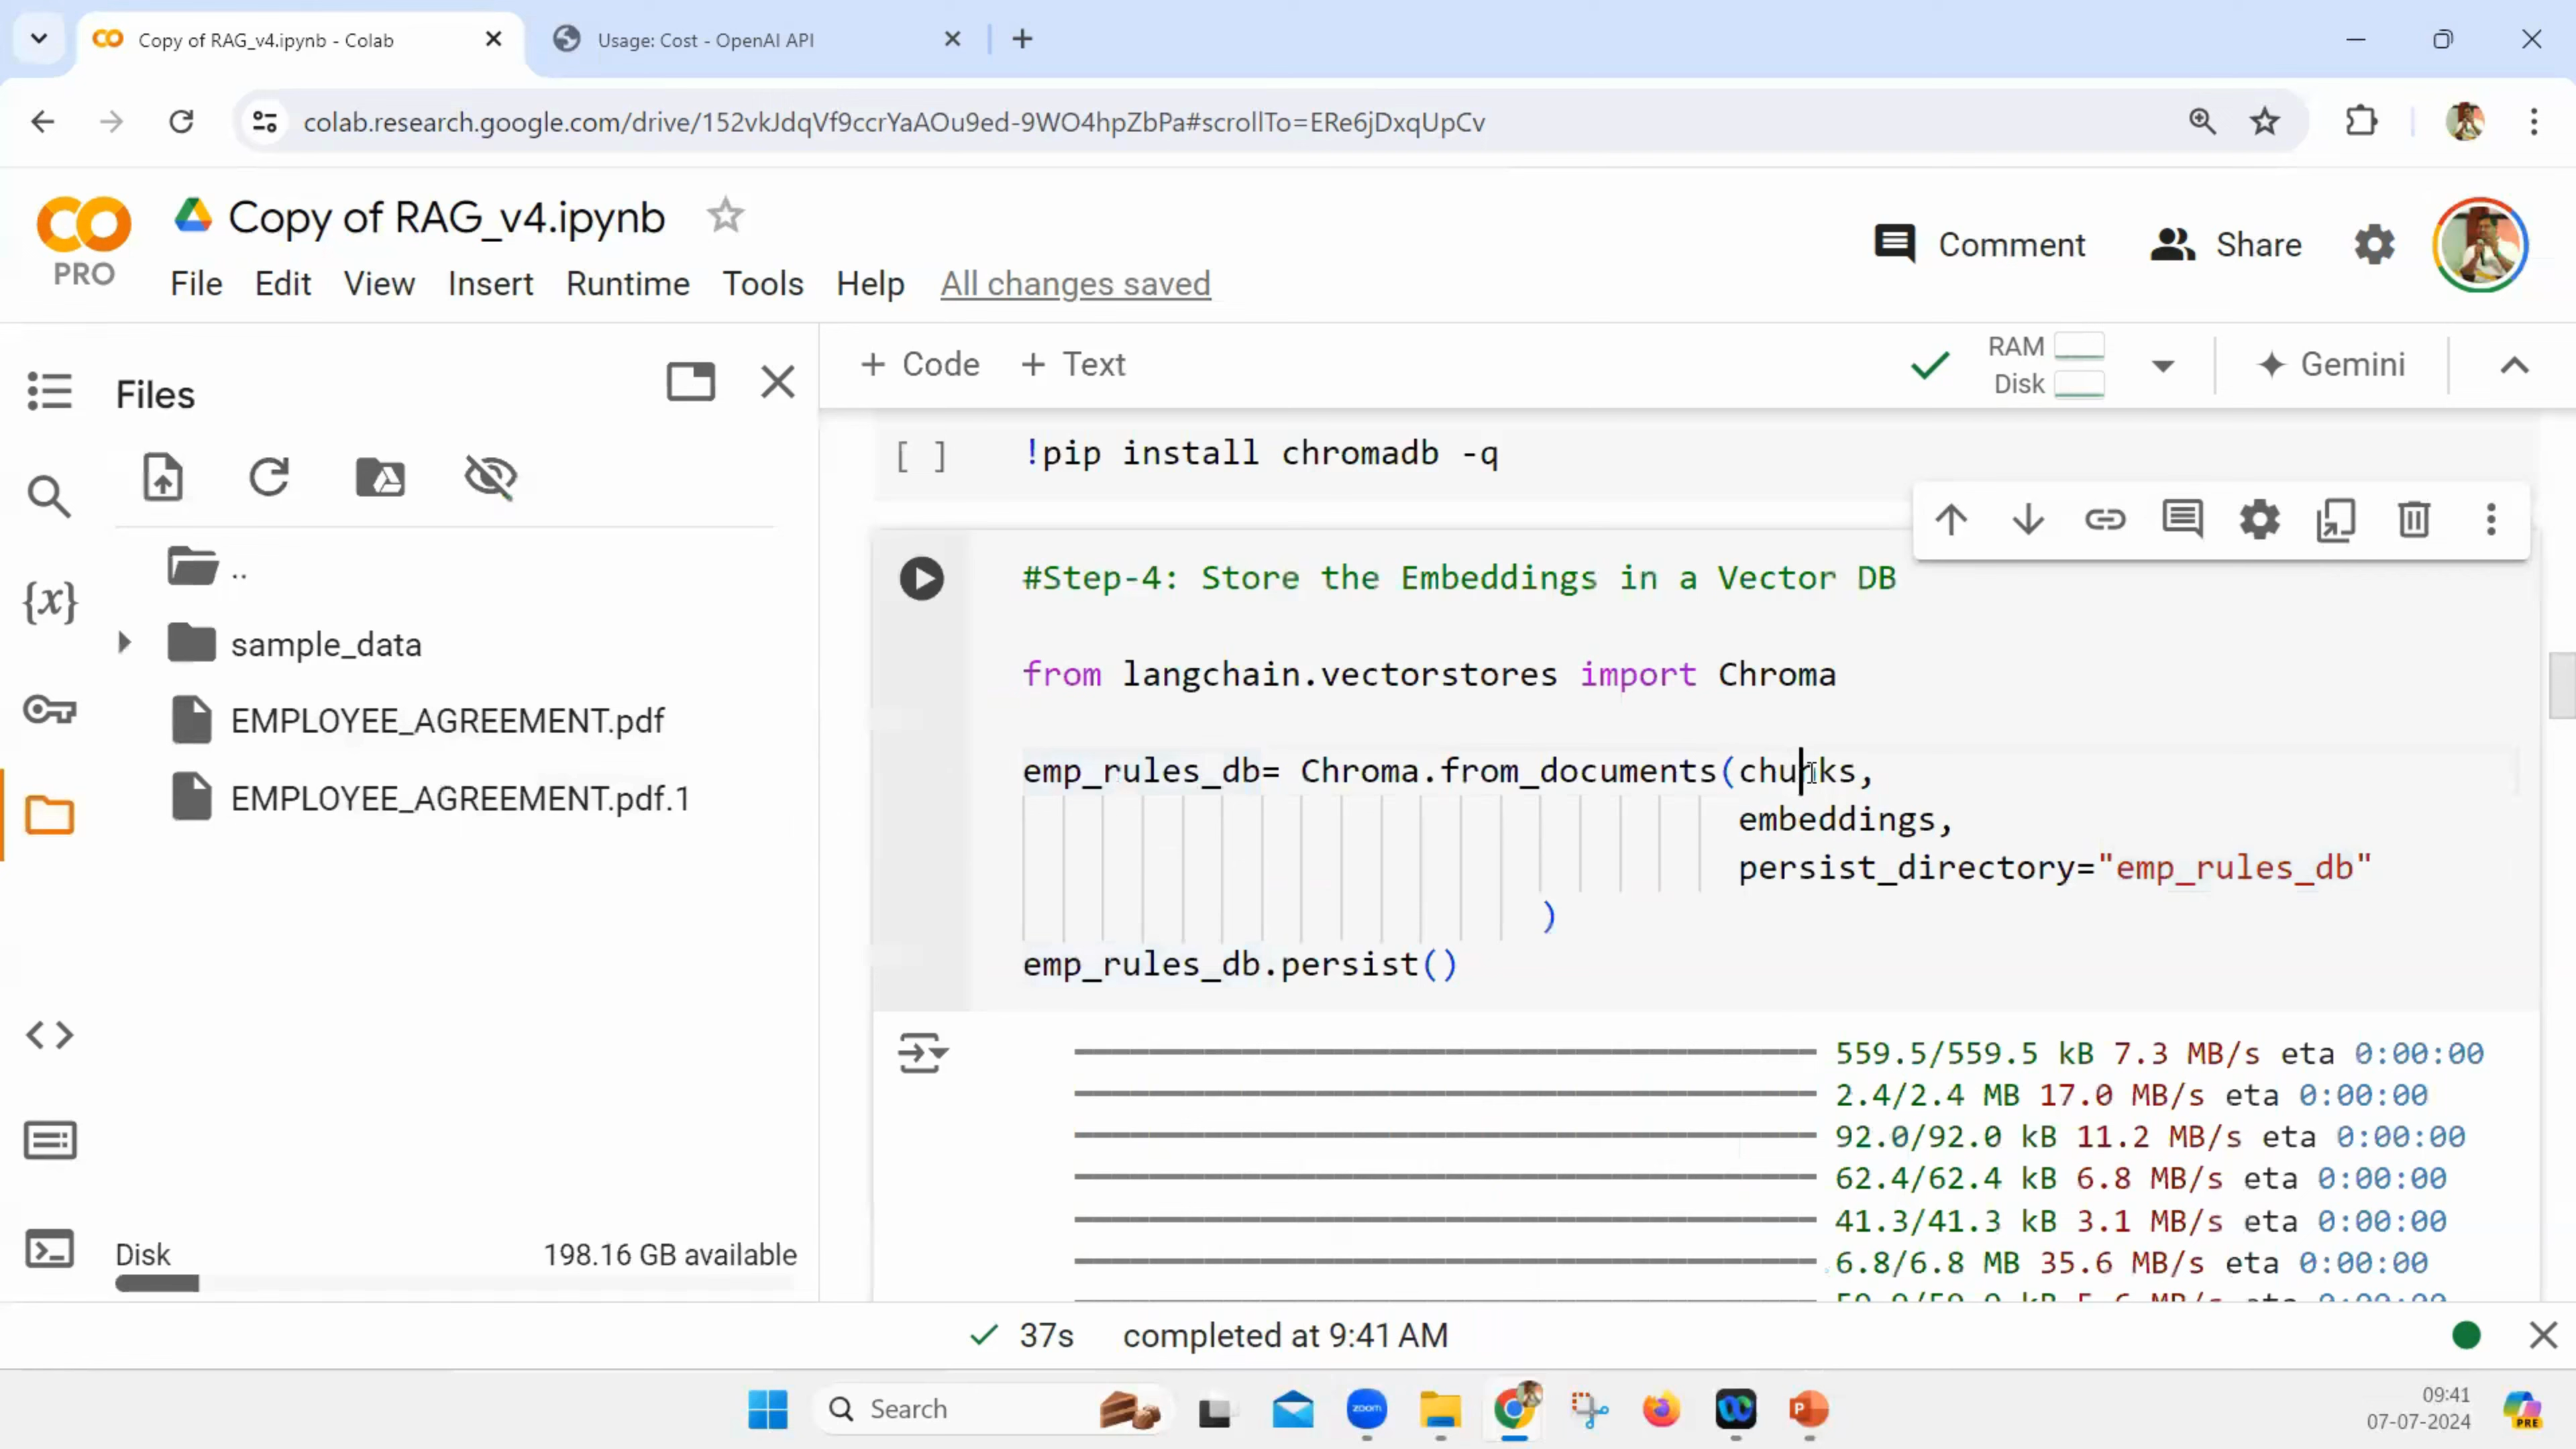 Copy of RAG_v4.ipynb - Colab
Usage: Cost - OpenAI API
colab.research.google.com/drive/152vkJdqVf9ccrYaAOu9ed-9WO4hpZbPa#scrollTo=ERe6jDxqUpCv
CO
PRO
Copy of RAG_v4.ipynb
File Edit View Insert Runtime Tools Help All changes saved
Comment
Share
Files
+ Code + Text
RAM
Disk
Gemini
..
sample_data
EMPLOYEE_AGREEMENT.pdf
EMPLOYEE_AGREEMENT.pdf.1
{x}
Disk 198.16 GB available
[ ] !pip install chromadb -q
#Step-4: Store the Embeddings in a Vector DB
from langchain.vectorstores import Chroma
emp_rules_db= Chroma.from_documents(chunks,
embeddings,
persist_directory="emp_rules_db"
)
emp_rules_db.persist()
559.5/559.5 kB 7.3 MB/s eta 0:00:00
2.4/2.4 MB 17.0 MB/s eta 0:00:00
92.0/92.0 kB 11.2 MB/s eta 0:00:00
62.4/62.4 kB 6.8 MB/s eta 0:00:00
41.3/41.3 kB 3.1 MB/s eta 0:00:00
6.8/6.8 MB 35.6 MB/s eta 0:00:00
37s completed at 9:41 AM
Search
zoom
PRE
09:41
07-07-2024